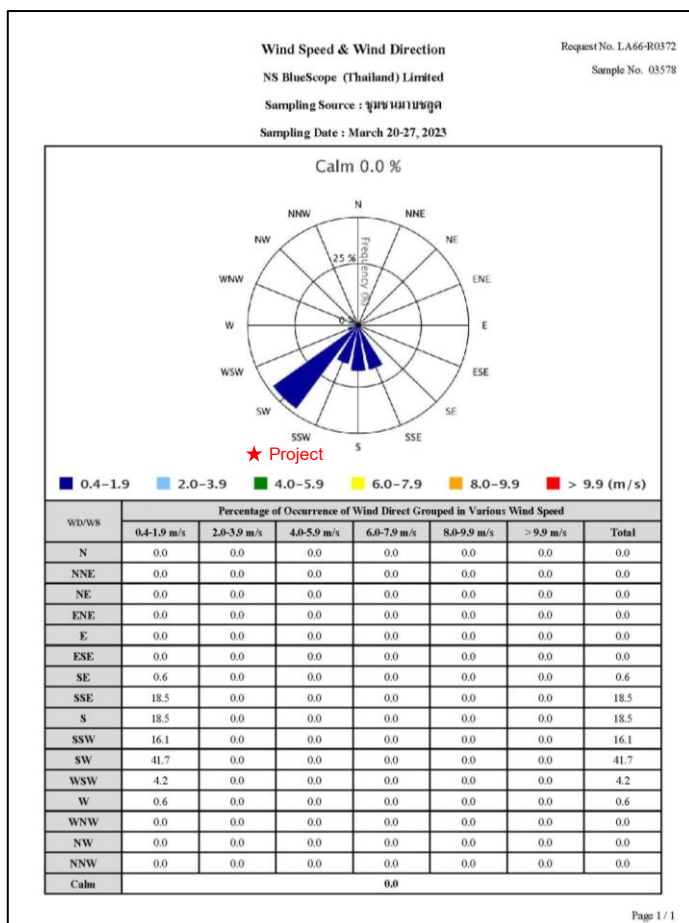 Wind Speed & Wind Direction
Request No. LA66-R0372
NS BlueScope (Thailand) Limited
Sample No. 03578
Sampling Source : ชุมชนมาบชลูด
Sampling Date : March 20-27, 2023
Calm 0.0 %
N
NNW NNE
NW NE
25 %
Frequency (%)
WNW ENE
W 0 % E
WSW ESE
SW SE
SSW SSE
S
★ Project
0.4-1.9 2.0-3.9 4.0-5.9 6.0-7.9 8.0-9.9 > 9.9 (m/s)
WD/WS Percentage of Occurrence of Wind Direct Grouped in Various Wind Speed
0.4-1.9 m/s 2.0-3.9 m/s 4.0-5.9 m/s 6.0-7.9 m/s 8.0-9.9 m/s > 9.9 m/s Total
N 0.0 0.0 0.0 0.0 0.0 0.0 0.0
NNE 0.0 0.0 0.0 0.0 0.0 0.0 0.0
NE 0.0 0.0 0.0 0.0 0.0 0.0 0.0
ENE 0.0 0.0 0.0 0.0 0.0 0.0 0.0
E 0.0 0.0 0.0 0.0 0.0 0.0 0.0
ESE 0.0 0.0 0.0 0.0 0.0 0.0 0.0
SE 0.6 0.0 0.0 0.0 0.0 0.0 0.6
SSE 18.5 0.0 0.0 0.0 0.0 0.0 18.5
S 18.5 0.0 0.0 0.0 0.0 0.0 18.5
SSW 16.1 0.0 0.0 0.0 0.0 0.0 16.1
SW 41.7 0.0 0.0 0.0 0.0 0.0 41.7
WSW 4.2 0.0 0.0 0.0 0.0 0.0 4.2
W 0.6 0.0 0.0 0.0 0.0 0.0 0.6
WNW 0.0 0.0 0.0 0.0 0.0 0.0 0.0
NW 0.0 0.0 0.0 0.0 0.0 0.0 0.0
NNW 0.0 0.0 0.0 0.0 0.0 0.0 0.0
Calm 0.0
Page 1 / 1